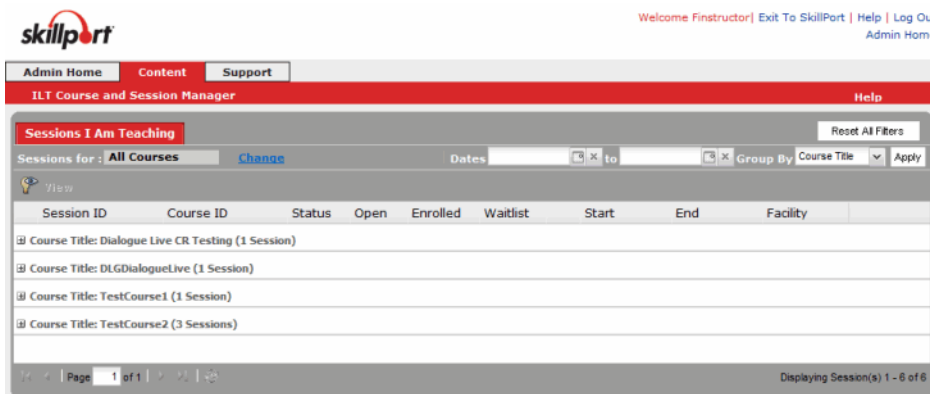 skillport
Welcome Finstructor| Exit To SkillPort | Help | Log Ou
Admin Hom
Admin Home Content Support
ILT Course and Session Manager Help
Sessions I Am Teaching Reset All Filters
Sessions for : All Courses Change Dates to Group By Course Title Apply
View
Session ID Course ID Status Open Enrolled Waitlist Start End Facility
Course Title: Dialogue Live CR Testing (1 Session)
Course Title: DLGDialogueLive (1 Session)
Course Title: TestCourse1 (1 Session)
Course Title: TestCourse2 (3 Sessions)
Page 1 of 1 Displaying Session(s) 1 - 6 of 6